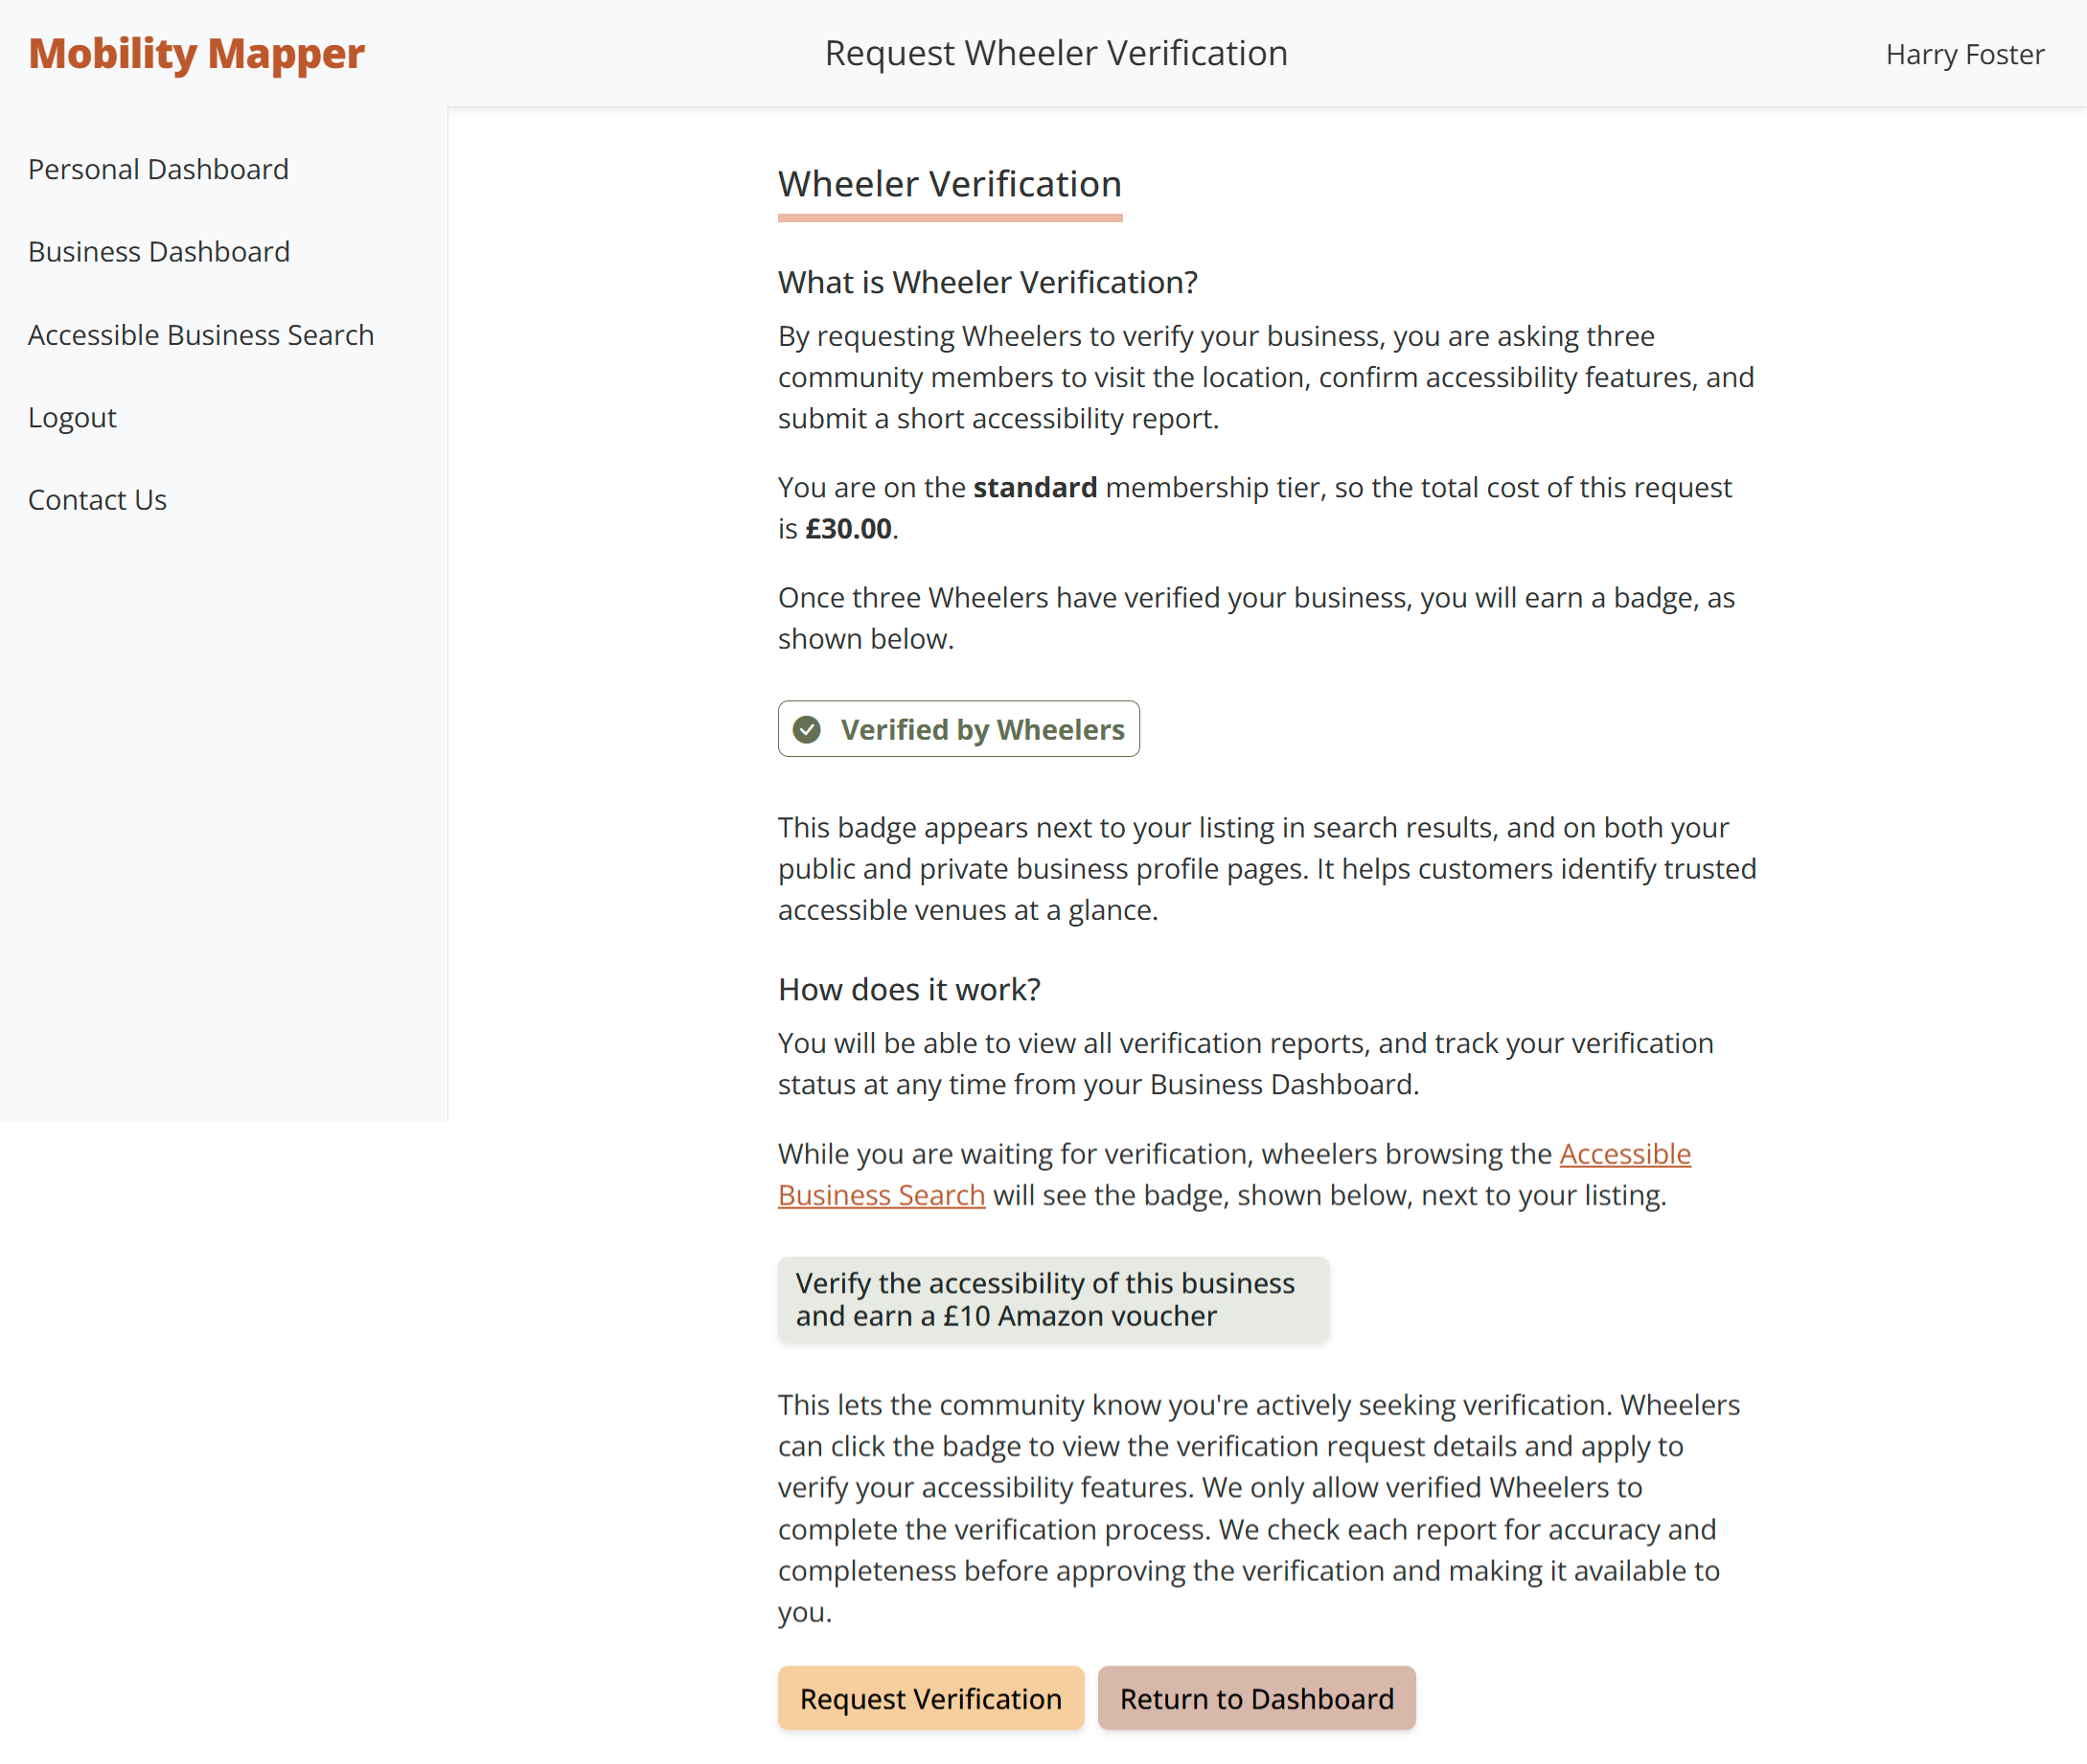 Mobility Mapper
Request Wheeler Verification
Harry Foster
Personal Dashboard
Business Dashboard
Accessible Business Search
Logout
Contact Us
Wheeler Verification
What is Wheeler Verification?
By requesting Wheelers to verify your business, you are asking three
community members to visit the location, confirm accessibility features, and
submit a short accessibility report.
You are on the standard membership tier, so the total cost of this request
is £30.00.
Once three Wheelers have verified your business, you will earn a badge, as
shown below.
Verified by Wheelers
This badge appears next to your listing in search results, and on both your
public and private business profile pages. It helps customers identify trusted
accessible venues at a glance.
How does it work?
You will be able to view all verification reports, and track your verification
status at any time from your Business Dashboard.
While you are waiting for verification, wheelers browsing the Accessible
Business Search will see the badge, shown below, next to your listing.
Verify the accessibility of this business
and earn a £10 Amazon voucher
This lets the community know you're actively seeking verification. Wheelers
can click the badge to view the verification request details and apply to
verify your accessibility features. We only allow verified Wheelers to
complete the verification process. We check each report for accuracy and
completeness before approving the verification and making it available to
you.
Request Verification
Return to Dashboard